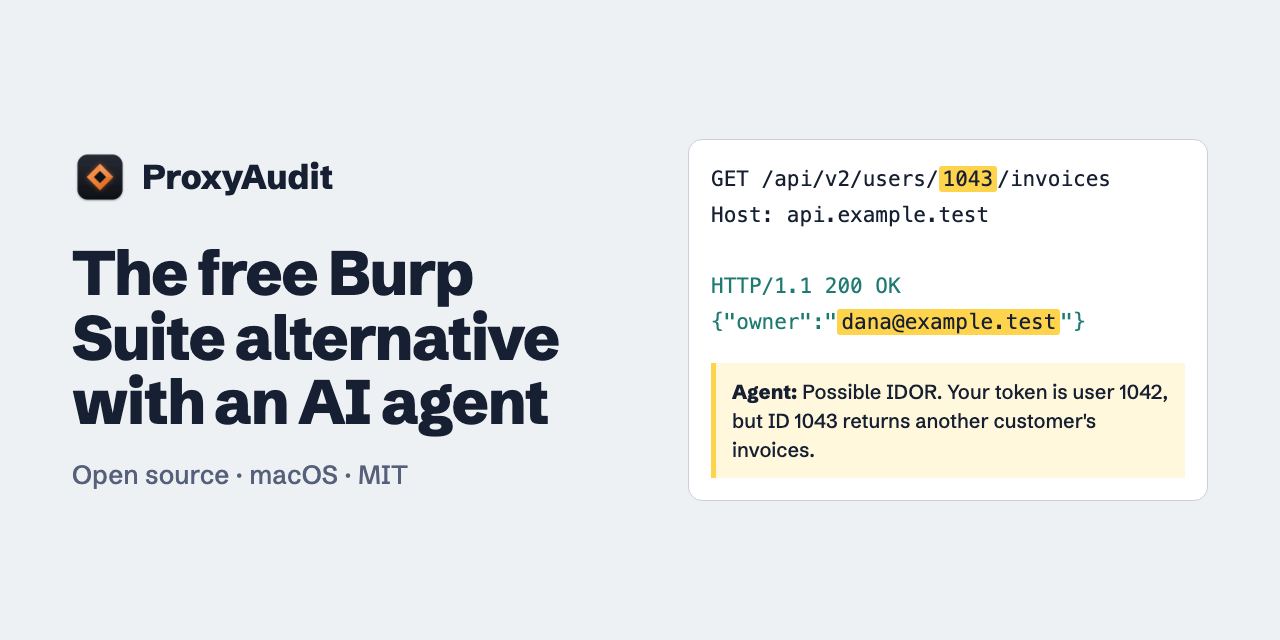 ProxyAudit
The free Burp
Suite alternative
with an AI agent
Open source · macOS · MIT
GET /api/v2/users/1043/invoices
Host: api.example.test
HTTP/1.1 200 OK
{"owner":"dana@example.test"}
Agent: Possible IDOR. Your token is user 1042,
but ID 1043 returns another customer's
invoices.